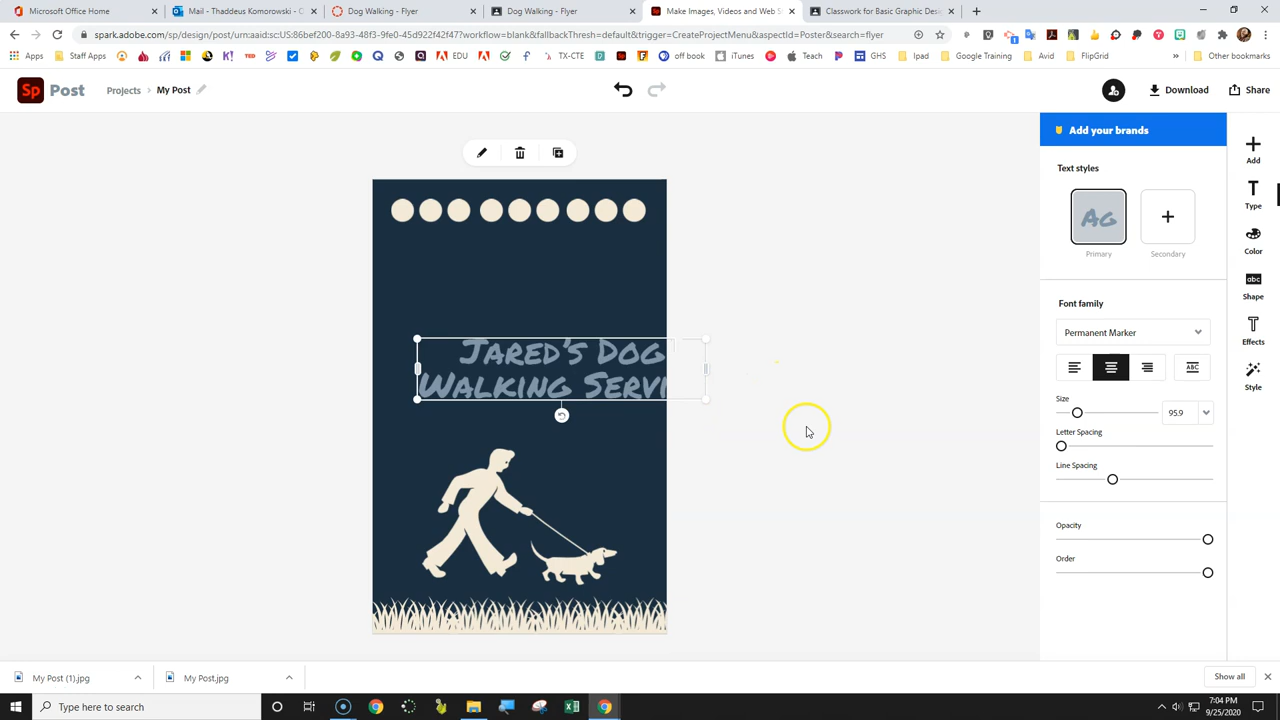 Microsoft Office Home
Mail - Thaddeus Komorowski - C
Dog Walking - Flyer
Dog Walking - Flyer
Make Images, Videos and Web S
Classwork for Basic Graphic Desi
spark.adobe.com/sp/design/post/urn:aaid:sc:US:86bef200-8a93-48f3-9fe0-45d922f42f47?workflow=blank&fallbackThresh=default&trigger=CreateProjectMenu&aspectId=Poster&search=flyer
Apps
Staff Apps
TED
EDU
TX-CTE
off book
iTunes
Teach
GHS
Ipad
Google Training
Avid
FlipGrid
»
Other bookmarks
Sp
Post
Projects
My Post
Download
Share
Add your brands
Text styles
Ag
Primary
Secondary
Font family
Permanent Marker
abc
Size
95.9
Letter Spacing
Line Spacing
Opacity
Order
Add
Type
Color
abc
Shape
Effects
Style
Jared's Dog
Walking Servi
My Post (1).jpg
My Post.jpg
Show all
Type here to search
7:04 PM
9/25/2020